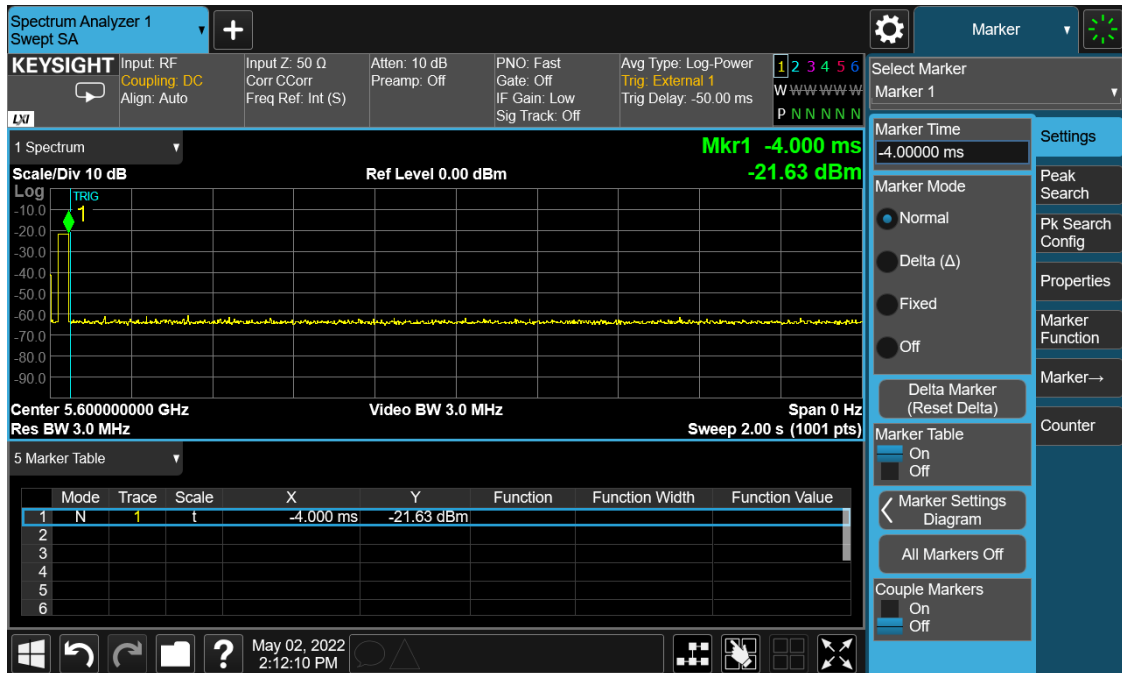 Spectrum Analyzer 1
Swept SA
Marker
KEYSIGHT
LXI
Input: RF
Coupling: DC
Align: Auto
Input Z: 50 Ω
Corr CCorr
Freq Ref: Int (S)
Atten: 10 dB
Preamp: Off
PNO: Fast
Gate: Off
IF Gain: Low
Sig Track: Off
Avg Type: Log-Power
Trig: External 1
Trig Delay: -50.00 ms
1 2 3 4 5 6
W W W W W W
P N N N N N
Select Marker
Marker 1
1 Spectrum
Mkr1 -4.000 ms
-21.63 dBm
Scale/Div 10 dB
Ref Level 0.00 dBm
Log
TRIG
1
-10.0
-20.0
-30.0
-40.0
-50.0
-60.0
-70.0
-80.0
-90.0
Center 5.600000000 GHz
Video BW 3.0 MHz
Span 0 Hz
Res BW 3.0 MHz
Sweep 2.00 s (1001 pts)
5 Marker Table
Mode Trace Scale X Y Function Function Width Function Value
1 N 1 t -4.000 ms -21.63 dBm
2
3
4
5
6
Marker Time
-4.00000 ms
Marker Mode
Normal
Delta (Δ)
Fixed
Off
Delta Marker
(Reset Delta)
Marker Table
On
Off
Marker Settings
Diagram
All Markers Off
Couple Markers
On
Off
Settings
Peak
Search
Pk Search
Config
Properties
Marker
Function
Marker→
Counter
?
May 02, 2022
2:12:10 PM